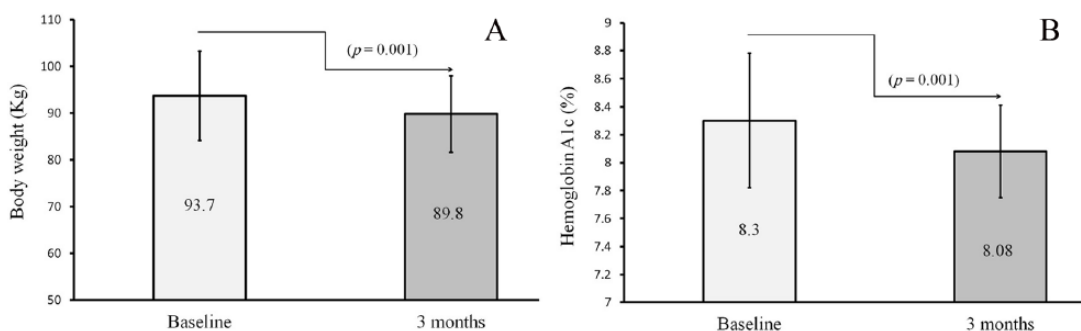 A
(p = 0.001)
Body weight (Kg)
110
100
90
80
70
60
50
93.7
89.8
Baseline
3 months
B
(p = 0.001)
Hemoglobin A1c (%)
8.9
8.8
8.6
8.4
8.2
8
7.8
7.6
7.4
7.2
7
8.3
8.08
Baseline
3 months